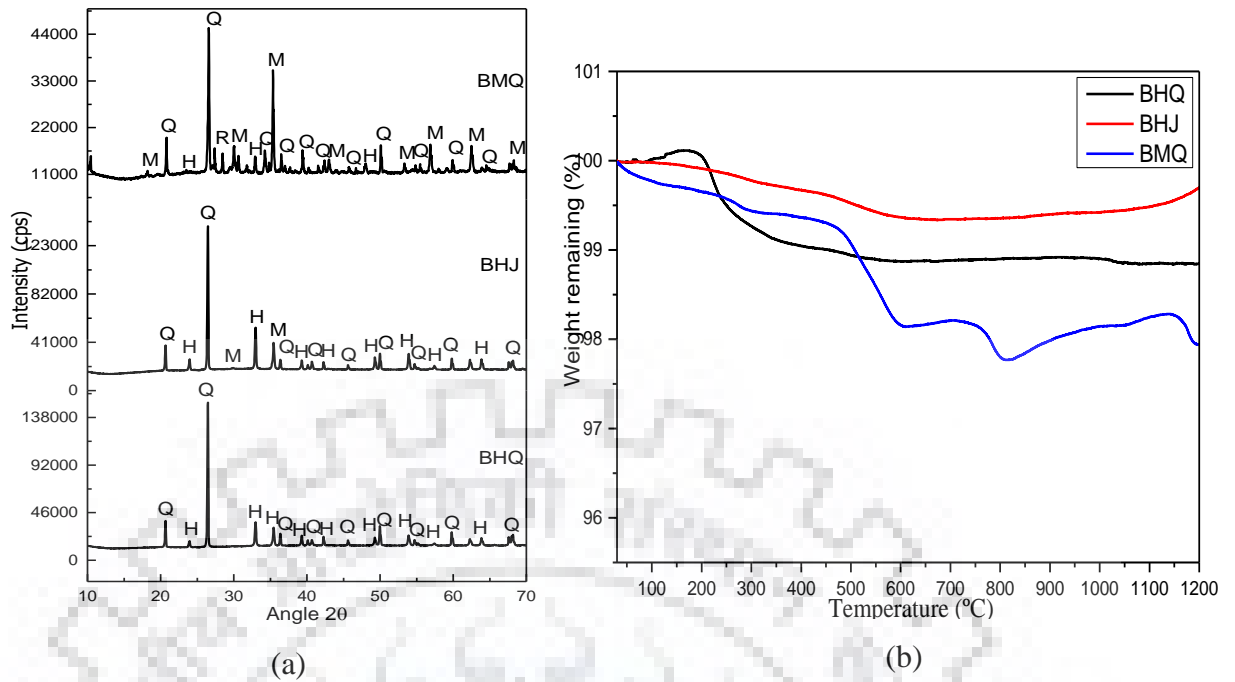 44000
33000
22000
11000
BMQ
M Q H Q R M H Q M Q Q Q M Q H Q M Q M Q M Q M
23000
82000
41000
0
BHJ
Q H Q M H M Q H Q H Q H Q H Q H Q H Q
138000
92000
46000
0
BHQ
Q H Q H H Q H Q H Q H Q H Q H Q H Q
Intensity (cps)
10 20 30 40 50 60 70
Angle 2θ
(a)
101
100
99
98
97
96
BHQ
BHJ
BMQ
Weight remaining (%)
100 200 300 400 500 600 700 800 900 1000 1100 1200
Temperature (ºC)
(b)